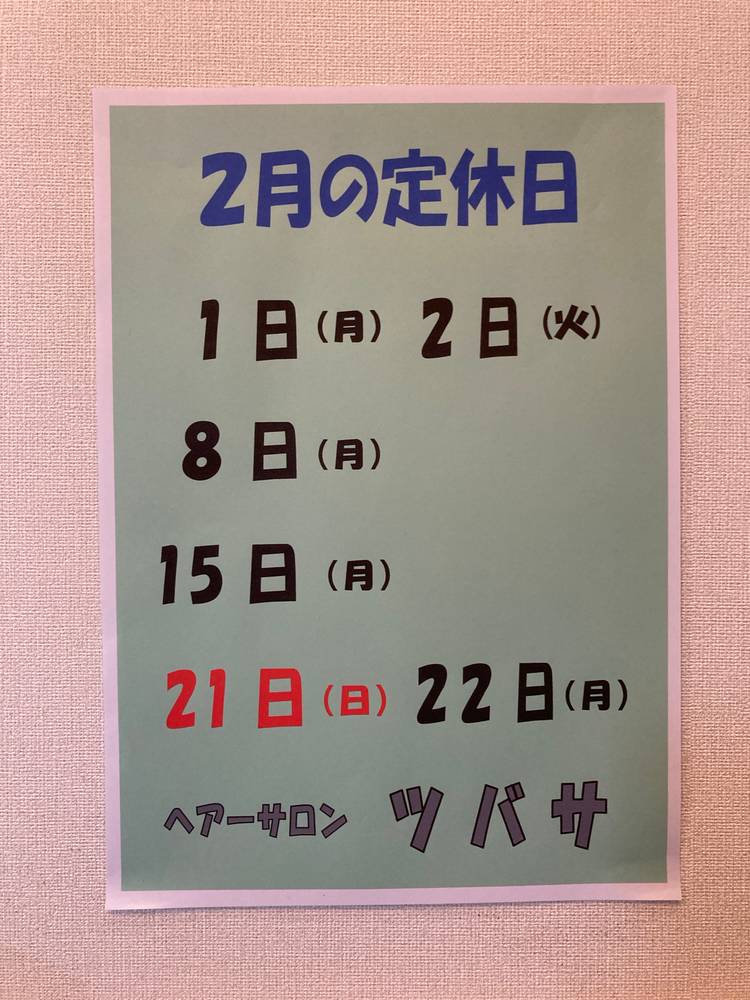 2月の定休日
1日(月) 2日(火)
8日(月)
15日(月)
21日(日) 22日(月)
ヘアーサロン ツバサ